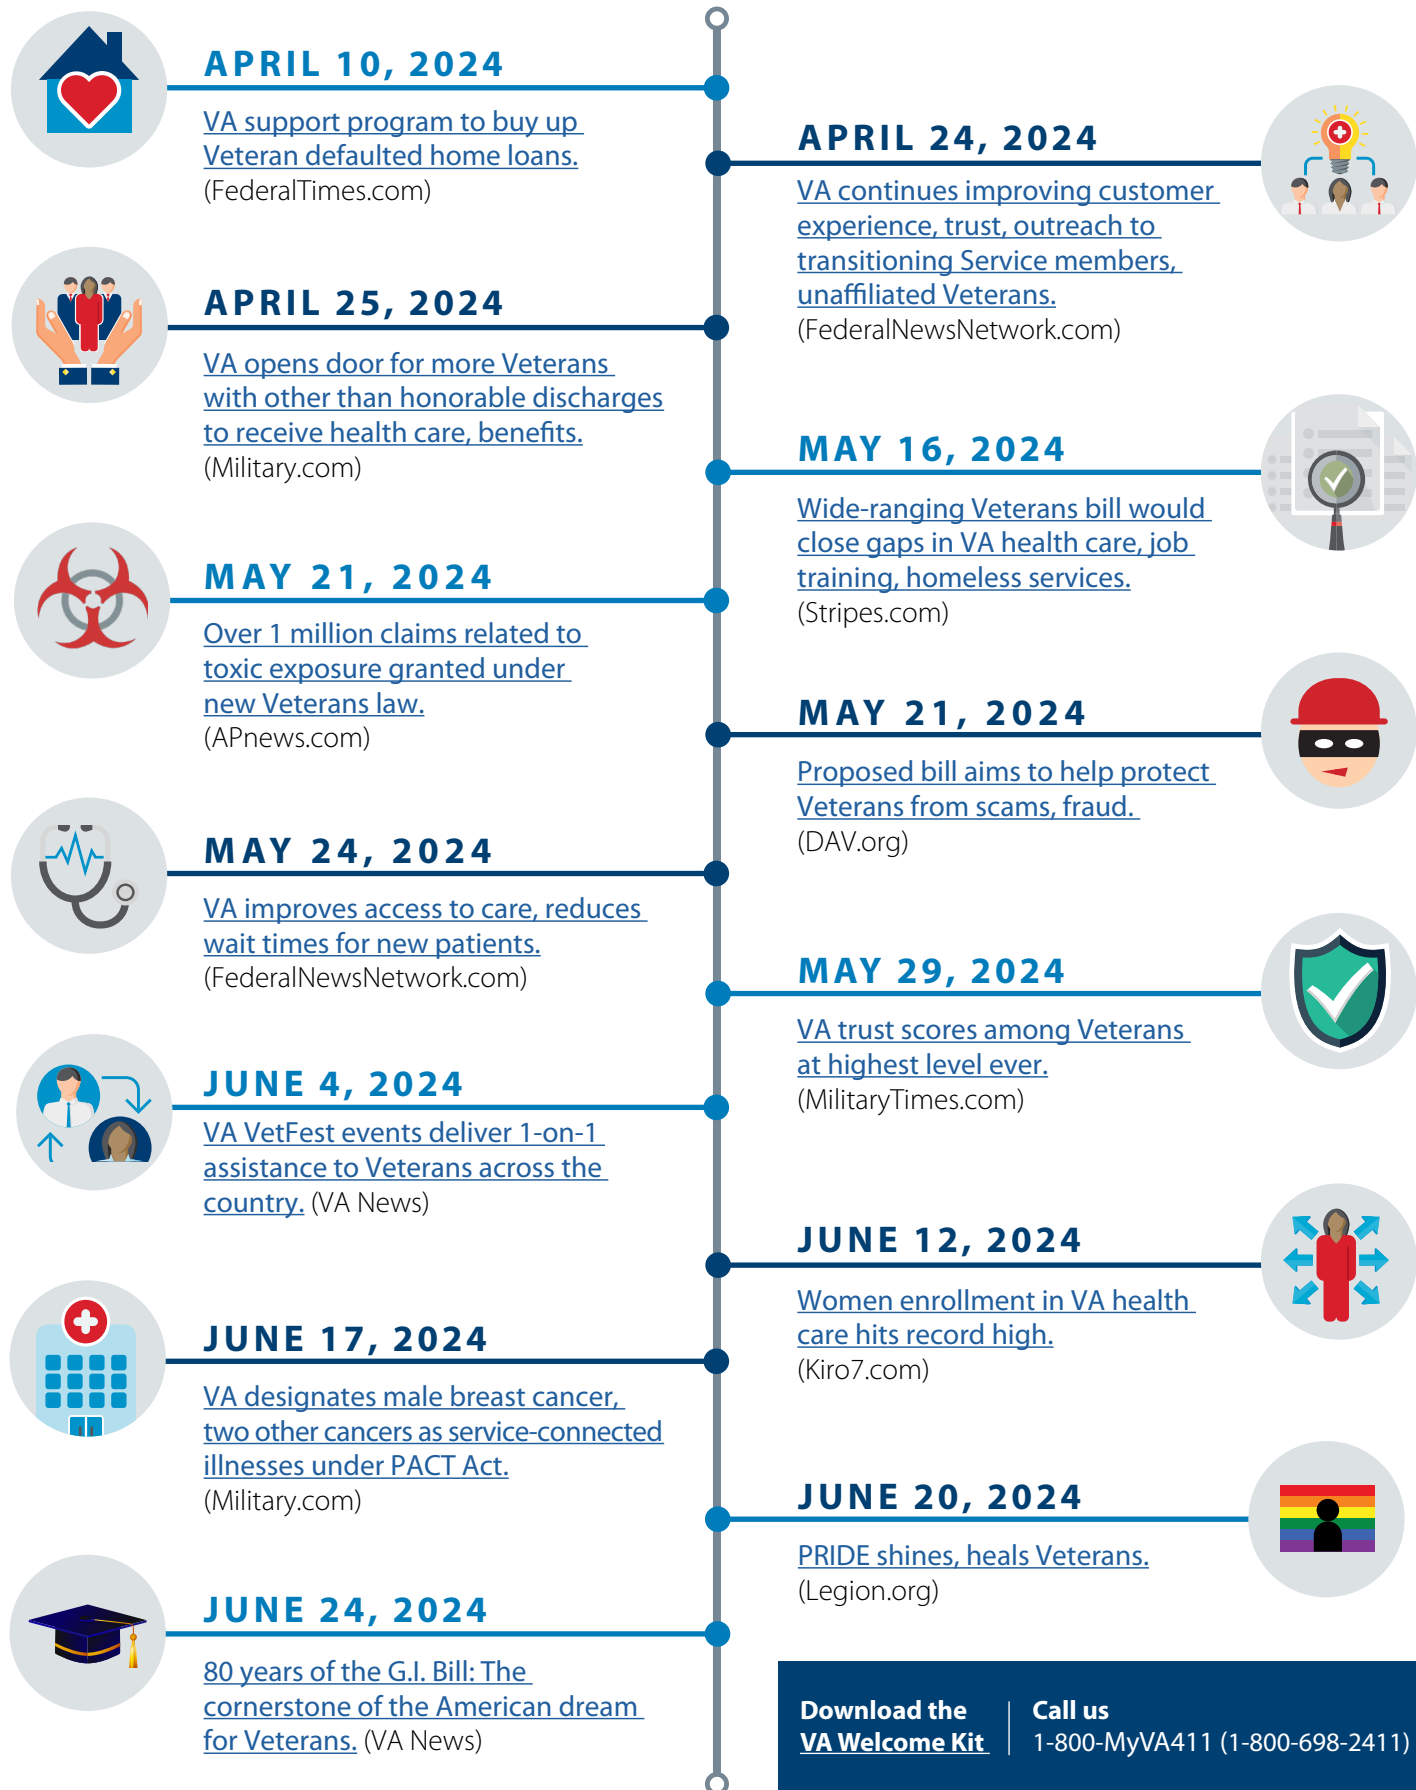 APRIL 10, 2024
VA support program to buy up
Veteran defaulted home loans.
(FederalTimes.com)
APRIL 24, 2024
VA continues improving customer
experience, trust, outreach to
transitioning Service members,
unaffiliated Veterans.
(FederalNewsNetwork.com)
APRIL 25, 2024
VA opens door for more Veterans
with other than honorable discharges
to receive health care, benefits.
(Military.com)
MAY 16, 2024
Wide-ranging Veterans bill would
close gaps in VA health care, job
training, homeless services.
(Stripes.com)
MAY 21, 2024
Over 1 million claims related to
toxic exposure granted under
new Veterans law.
(APnews.com)
MAY 21, 2024
Proposed bill aims to help protect
Veterans from scams, fraud.
(DAV.org)
MAY 24, 2024
VA improves access to care, reduces
wait times for new patients.
(FederalNewsNetwork.com)
MAY 29, 2024
VA trust scores among Veterans
at highest level ever.
(MilitaryTimes.com)
JUNE 4, 2024
VA VetFest events deliver 1-on-1
assistance to Veterans across the
country. (VA News)
JUNE 12, 2024
Women enrollment in VA health
care hits record high.
(Kiro7.com)
JUNE 17, 2024
VA designates male breast cancer,
two other cancers as service-connected
illnesses under PACT Act.
(Military.com)
JUNE 20, 2024
PRIDE shines, heals Veterans.
(Legion.org)
JUNE 24, 2024
80 years of the G.I. Bill: The
cornerstone of the American dream
for Veterans. (VA News)
Download the
VA Welcome Kit
Call us
1-800-MyVA411 (1-800-698-2411)